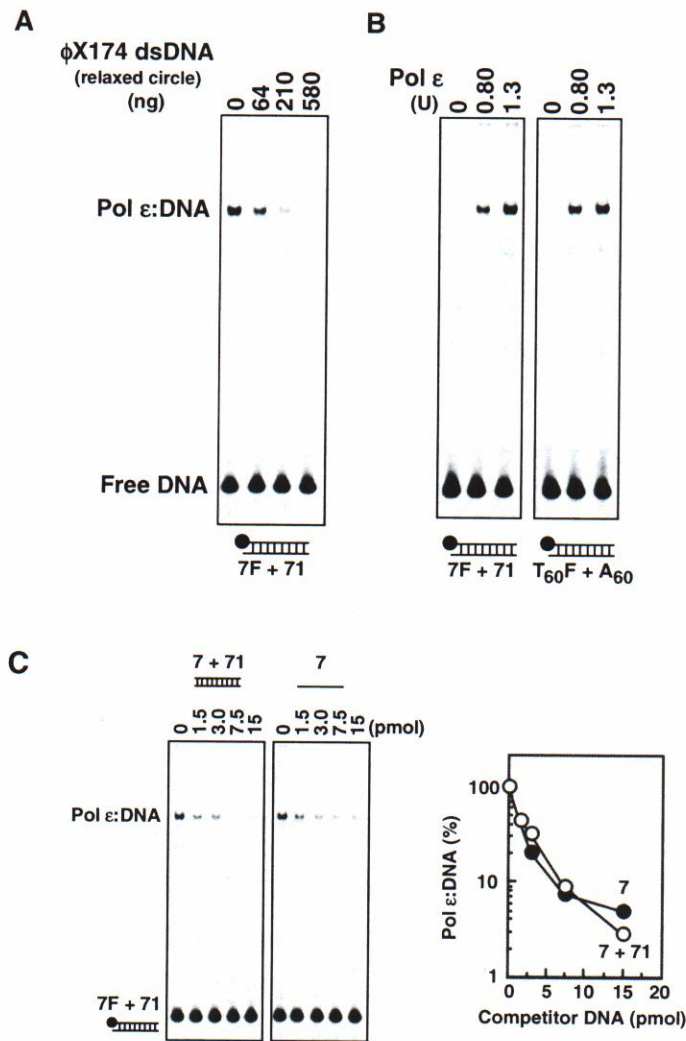 A
φX174 dsDNA
(relaxed circle)
(ng)
0 64 210 580
Pol ε:DNA
Free DNA
7F + 71
B
Pol ε
(U)
0 0.80 1.3
0 0.80 1.3
7F + 71
T60F + A60
C
7 + 71
7
0 1.5 3.0 7.5 15
0 1.5 3.0 7.5 15 (pmol)
Pol ε:DNA
7F + 71
Pol ε:DNA (%)
100
10
1
7
7 + 71
0 5 10 15 20
Competitor DNA (pmol)